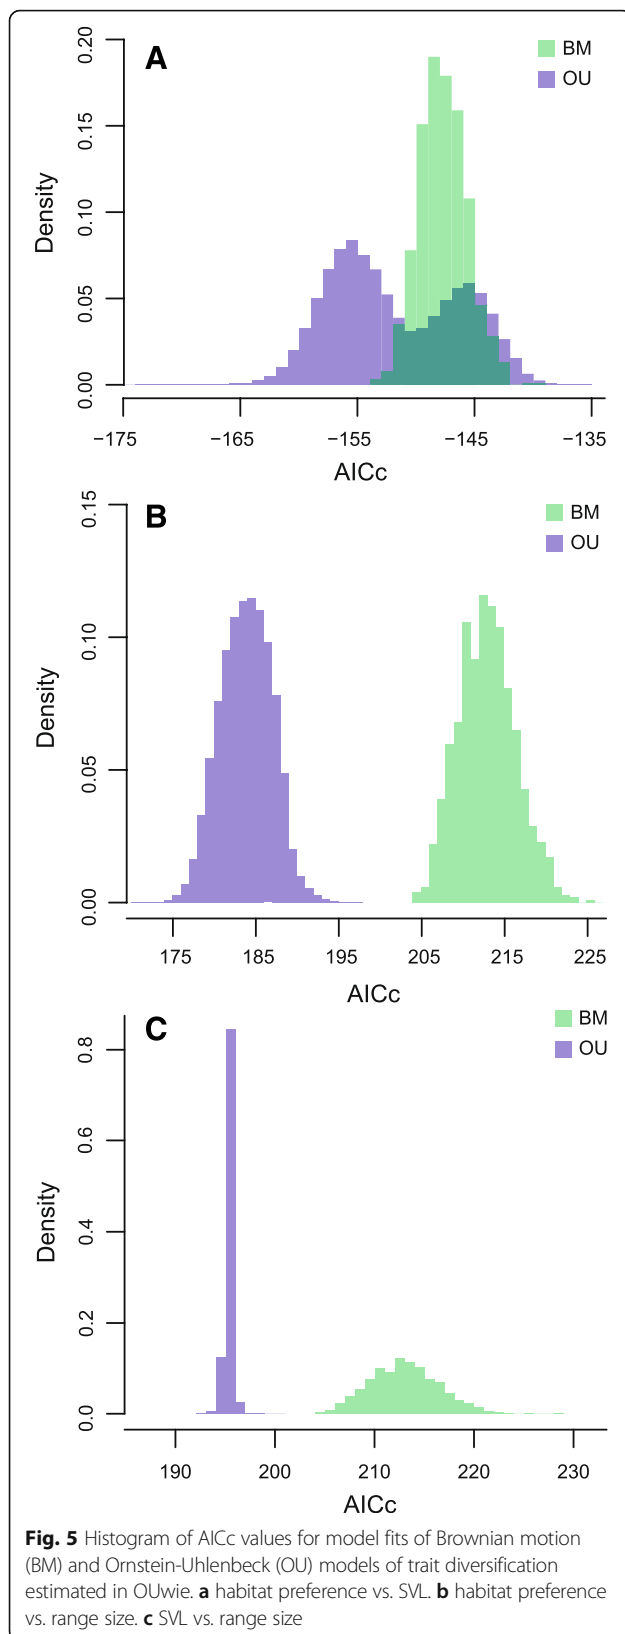 A
BM
OU
0.20
0.15
0.10
0.05
0.00
Density
−175 −165 −155 −145 −135
AICc
B
BM
OU
0.15
0.10
0.05
0.00
Density
175 185 195 205 215 225
AICc
C
BM
OU
0.8
0.6
0.4
0.2
0.0
Density
190 200 210 220 230
AICc
Fig. 5 Histogram of AICc values for model fits of Brownian motion
(BM) and Ornstein-Uhlenbeck (OU) models of trait diversification
estimated in OUwie. a habitat preference vs. SVL. b habitat preference
vs. range size. c SVL vs. range size